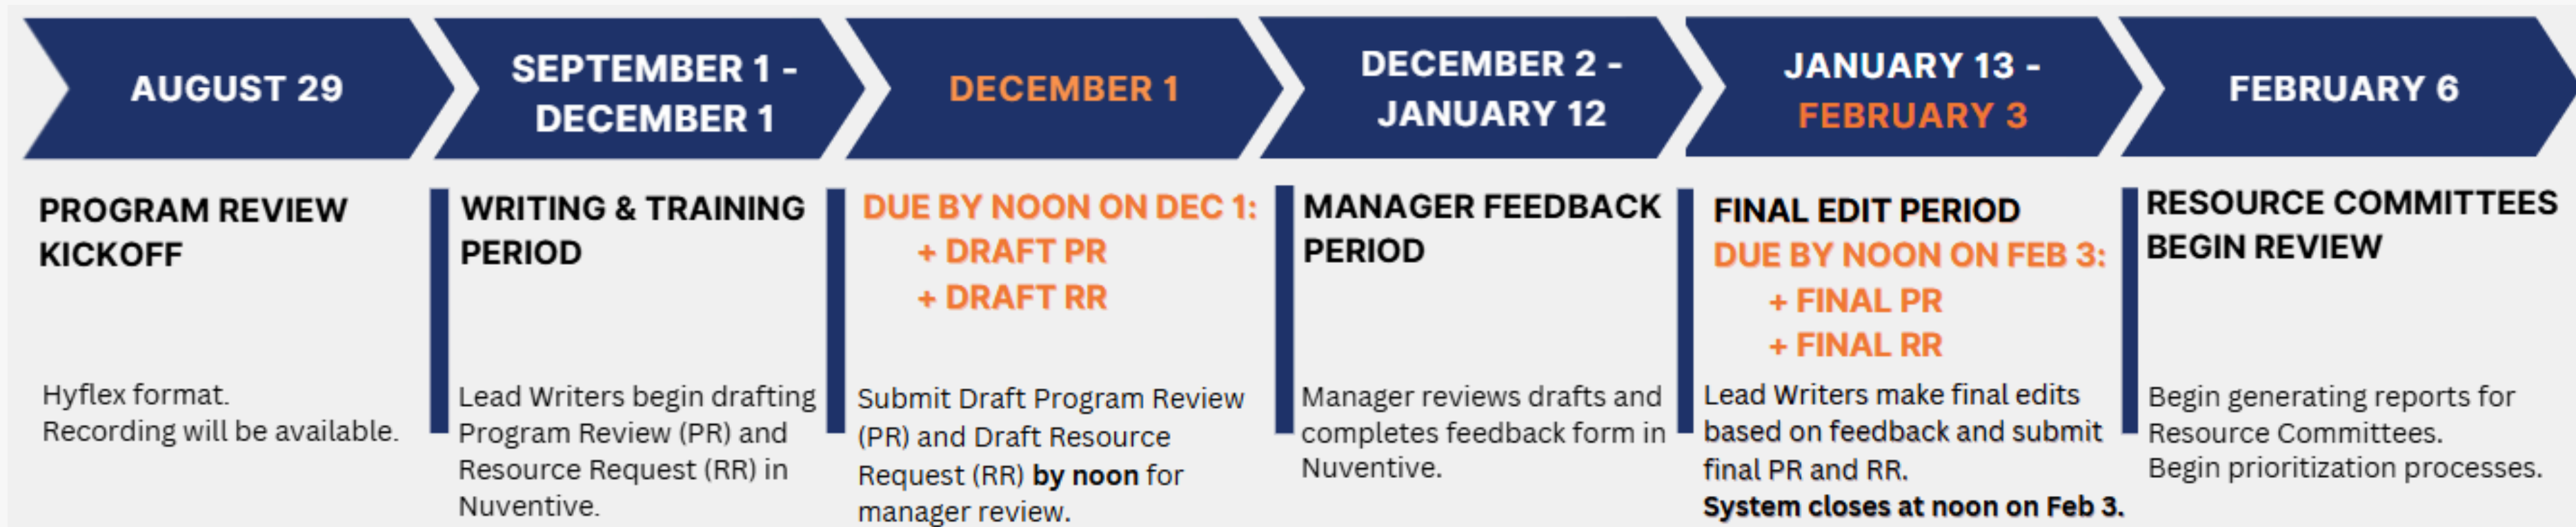 AUGUST 29
SEPTEMBER 1 -
DECEMBER 1
DECEMBER 1
DECEMBER 2 -
JANUARY 12
JANUARY 13 -
FEBRUARY 3
FEBRUARY 6
PROGRAM REVIEW
KICKOFF
Hyflex format.
Recording will be available.
WRITING & TRAINING
PERIOD
Lead Writers begin drafting
Program Review (PR) and
Resource Request (RR) in
Nuventive.
DUE BY NOON ON DEC 1:
+ DRAFT PR
+ DRAFT RR
Submit Draft Program Review
(PR) and Draft Resource
Request (RR) by noon for
manager review.
MANAGER FEEDBACK
PERIOD
Manager reviews drafts and
completes feedback form in
Nuventive.
FINAL EDIT PERIOD
DUE BY NOON ON FEB 3:
+ FINAL PR
+ FINAL RR
Lead Writers make final edits
based on feedback and submit
final PR and RR.
System closes at noon on Feb 3.
RESOURCE COMMITTEES
BEGIN REVIEW
Begin generating reports for
Resource Committees.
Begin prioritization processes.